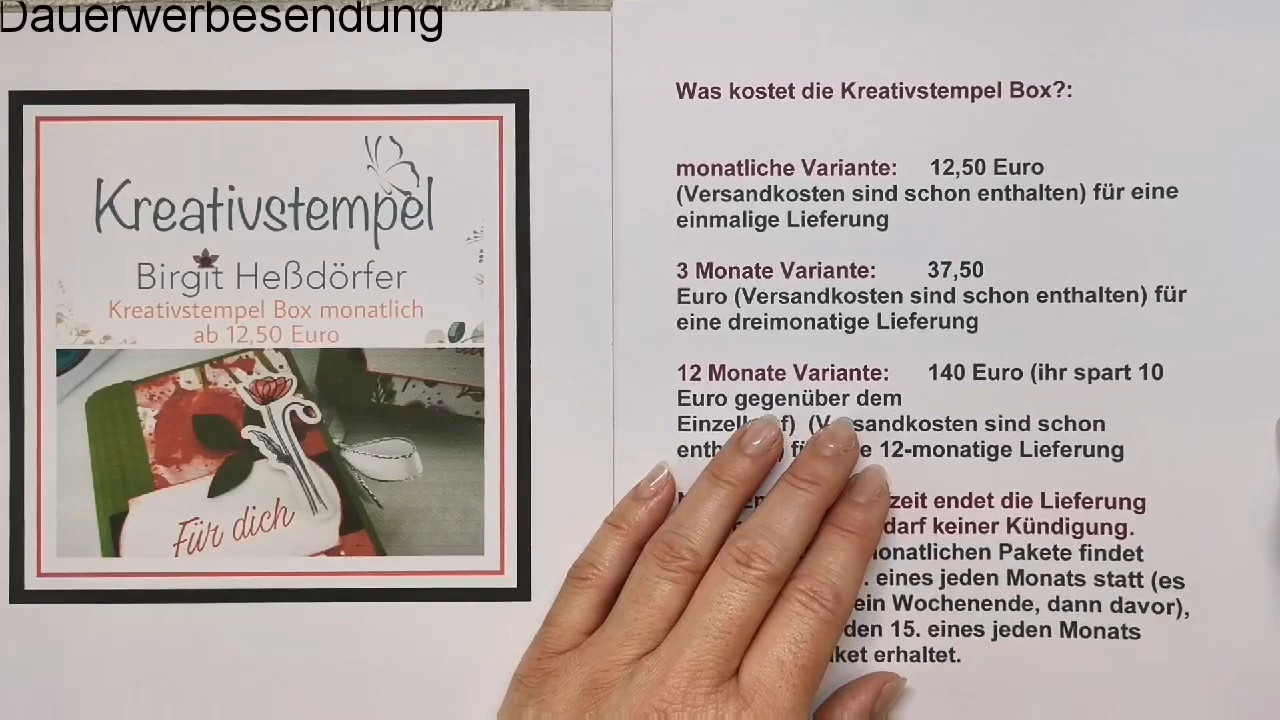 Dauerwerbesendung
Kreativstempel
Birgit Heßdörfer
Kreativstempel Box monatlich
ab 12,50 Euro
Für dich
Was kostet die Kreativstempel Box?:
monatliche Variante: 12,50 Euro
(Versandkosten sind schon enthalten) für eine
einmalige Lieferung
3 Monate Variante: 37,50
Euro (Versandkosten sind schon enthalten) für
eine dreimonatige Lieferung
12 Monate Variante: 140 Euro (ihr spart 10
Euro gegenüber dem
sind schon
12-monatige Lieferung
endet die Lieferung
darf keiner Kündigung.
Pakete findet
eines jeden Monats statt (es
ein Wochenende, dann davor),
den 15. eines jeden Monats
erhaltet.